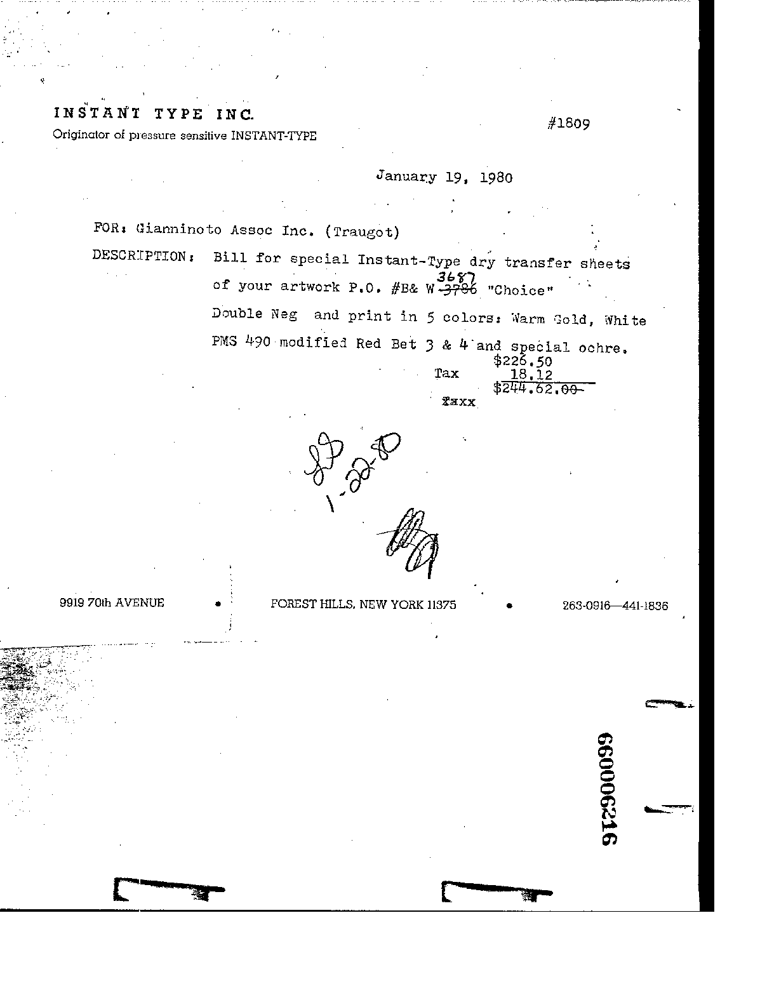 INSTANT TYPE INC.
#1809
Originator of pressure sensitive INSTANT-TYPE
January 19, 1980
FOR: Gianninoto Assoc Inc. (Traugot)
DESCRIPTION: Bill for special Instant-Type dry transfer sheets
3687
of your artwork P.O. #B& W 3786 "Choice"
Double Neg and print in 5 colors: Warm Gold, White
PMS 490 modified Red Bet 3 & 4 and special ochre.
$226.50
Tax 18.12
$244.62.00
Taxx
1-22-80
9919 70th AVENUE • FOREST HILLS, NEW YORK 11375 • 263-0916—441-1836
660006216